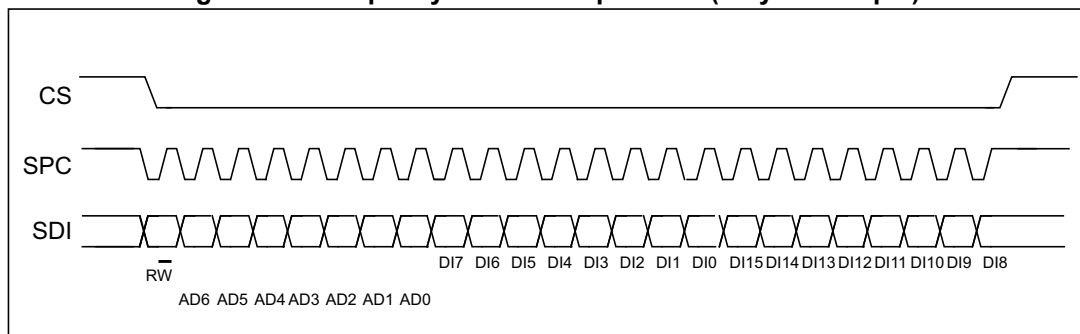 CS
SPC
SDI
RW
DI7 DI6 DI5 DI4 DI3 DI2 DI1 DI0 DI15 DI14 DI13 DI12 DI11 DI10 DI9 DI8
AD6 AD5 AD4 AD3 AD2 AD1 AD0